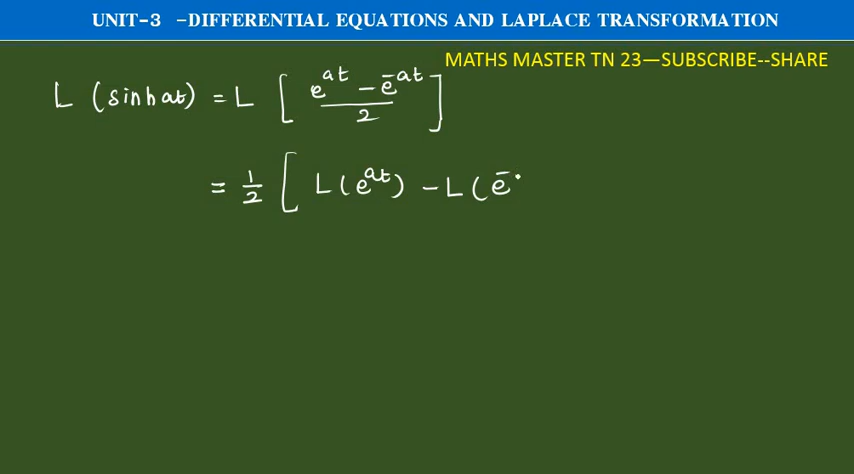 UNIT-3 -DIFFERENTIAL EQUATIONS AND LAPLACE TRANSFORMATION
MATHS MASTER TN 23—SUBSCRIBE--SHARE
L (sinh at) = L [ (e^at - e^-at) / 2 ]
= 1/2 [ L(e^at) - L(e^-